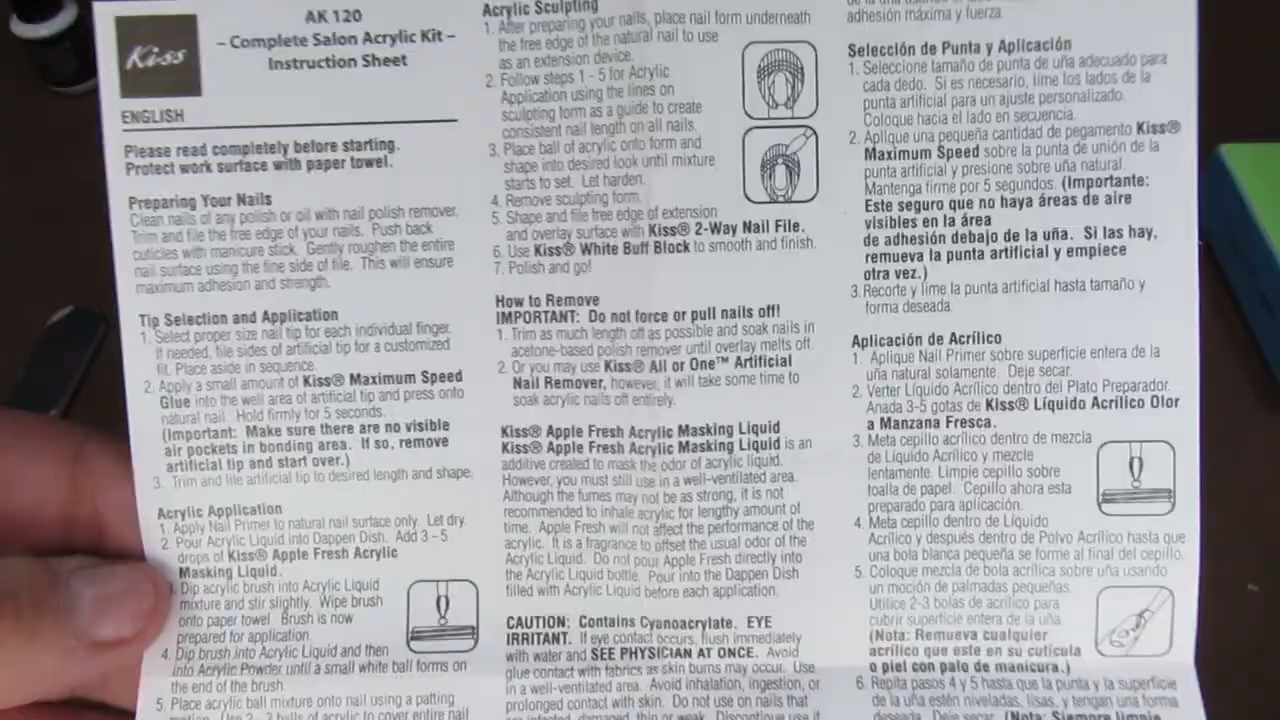 Kiss
AK 120
– Complete Salon Acrylic Kit –
Instruction Sheet
ENGLISH
Please read completely before starting.
Protect work surface with paper towel.
Preparing Your Nails
Clean nails of any polish or oil with nail polish remover.
Trim and file the free edge of your nails. Push back
cuticles with manicure stick. Gently roughen the entire
nail surface using the fine side of file. This will ensure
maximum adhesion and strength.
Tip Selection and Application
1. Select proper size nail tip for each individual finger.
If needed, file sides of artificial tip for a customized
fit. Place aside in sequence.
2. Apply a small amount of Kiss® Maximum Speed
Glue into the well area of artificial tip and press onto
natural nail. Hold firmly for 5 seconds.
(Important: Make sure there are no visible
air pockets in bonding area. If so, remove
artificial tip and start over.)
3. Trim and file artificial tip to desired length and shape.
Acrylic Application
1. Apply Nail Primer to natural nail surface only. Let dry.
2. Pour Acrylic Liquid into Dappen Dish. Add 3 – 5
drops of Kiss® Apple Fresh Acrylic
Masking Liquid.
3. Dip acrylic brush into Acrylic Liquid
mixture and stir slightly. Wipe brush
onto paper towel. Brush is now
prepared for application.
4. Dip brush into Acrylic Liquid and then
into Acrylic Powder until a small white ball forms on
the end of the brush.
5. Place acrylic ball mixture onto nail using a patting
motion. Use 2 – 3 balls of acrylic to cover entire nail
Acrylic Sculpting
1. After preparing your nails, place nail form underneath
the free edge of the natural nail to use
as an extension device.
2. Follow steps 1 - 5 for Acrylic
Application using the lines on
sculpting form as a guide to create
consistent nail length on all nails.
3. Place ball of acrylic onto form and
shape into desired look until mixture
starts to set. Let harden.
4. Remove sculpting form.
5. Shape and file free edge of extension
and overlay surface with Kiss® 2-Way Nail File.
6. Use Kiss® White Buff Block to smooth and finish.
7. Polish and go!
How to Remove
IMPORTANT: Do not force or pull nails off!
1. Trim as much length off as possible and soak nails in
acetone-based polish remover until overlay melts off.
2. Or you may use Kiss® All or One™ Artificial
Nail Remover, however, it will take some time to
soak acrylic nails off entirely.
Kiss® Apple Fresh Acrylic Masking Liquid
Kiss® Apple Fresh Acrylic Masking Liquid is an
additive created to mask the odor of acrylic liquid.
However, you must still use in a well-ventilated area.
Although the fumes may not be as strong, it is not
recommended to inhale acrylic for lengthy amount of
time. Apple Fresh will not affect the performance of the
acrylic. It is a fragrance to offset the usual odor of the
Acrylic Liquid. Do not pour Apple Fresh directly into
the Acrylic Liquid bottle. Pour into the Dappen Dish
filled with Acrylic Liquid before each application.
CAUTION: Contains Cyanoacrylate. EYE
IRRITANT. If eye contact occurs, flush immediately
with water and SEE PHYSICIAN AT ONCE. Avoid
glue contact with fabrics as skin burns may occur. Use
in a well-ventilated area. Avoid inhalation, ingestion, or
prolonged contact with skin. Do not use on nails that
are infected, damaged, thin or weak. Discontinue use if
adhesión máxima y fuerza.
Selección de Punta y Aplicación
1. Seleccione tamaño de punta de uña adecuado para
cada dedo. Si es necesario, lime los lados de la
punta artificial para un ajuste personalizado.
Coloque hacia el lado en secuencia.
2. Aplique una pequeña cantidad de pegamento Kiss®
Maximum Speed sobre la punta de unión de la
punta artificial y presione sobre uña natural.
Mantenga firme por 5 segundos. (Importante:
Este seguro que no haya áreas de aire
visibles en la área
de adhesión debajo de la uña. Si las hay,
remueva la punta artificial y empiece
otra vez.)
3. Recorte y lime la punta artificial hasta tamaño y
forma deseada.
Aplicación de Acrílico
1. Aplique Nail Primer sobre superficie entera de la
uña natural solamente. Deje secar.
2. Verter Líquido Acrílico dentro del Plato Preparador.
Anada 3-5 gotas de Kiss® Líquido Acrílico Olor
a Manzana Fresca.
3. Meta cepillo acrílico dentro de mezcla
de Líquido Acrílico y mezcle
lentamente. Limpie cepillo sobre
toalla de papel. Cepillo ahora esta
preparado para aplicación.
4. Meta cepillo dentro de Líquido
Acrílico y después dentro de Polvo Acrílico hasta que
una bola blanca pequeña se forme al final del cepillo.
5. Coloque mezcla de bola acrílica sobre uña usando
un moción de palmadas pequeñas.
Utilice 2-3 bolas de acrílico para
cubrir superficie entera de la uña.
(Nota: Remueva cualquier
acrílico que este en su cutícula
o piel con palo de manicura.)
6. Repita pasos 4 y 5 hasta que la punta y la superficie
de la uña estén niveladas, lisas, y tengan una forma
deseada. Deje secar. (Nota: Siempre